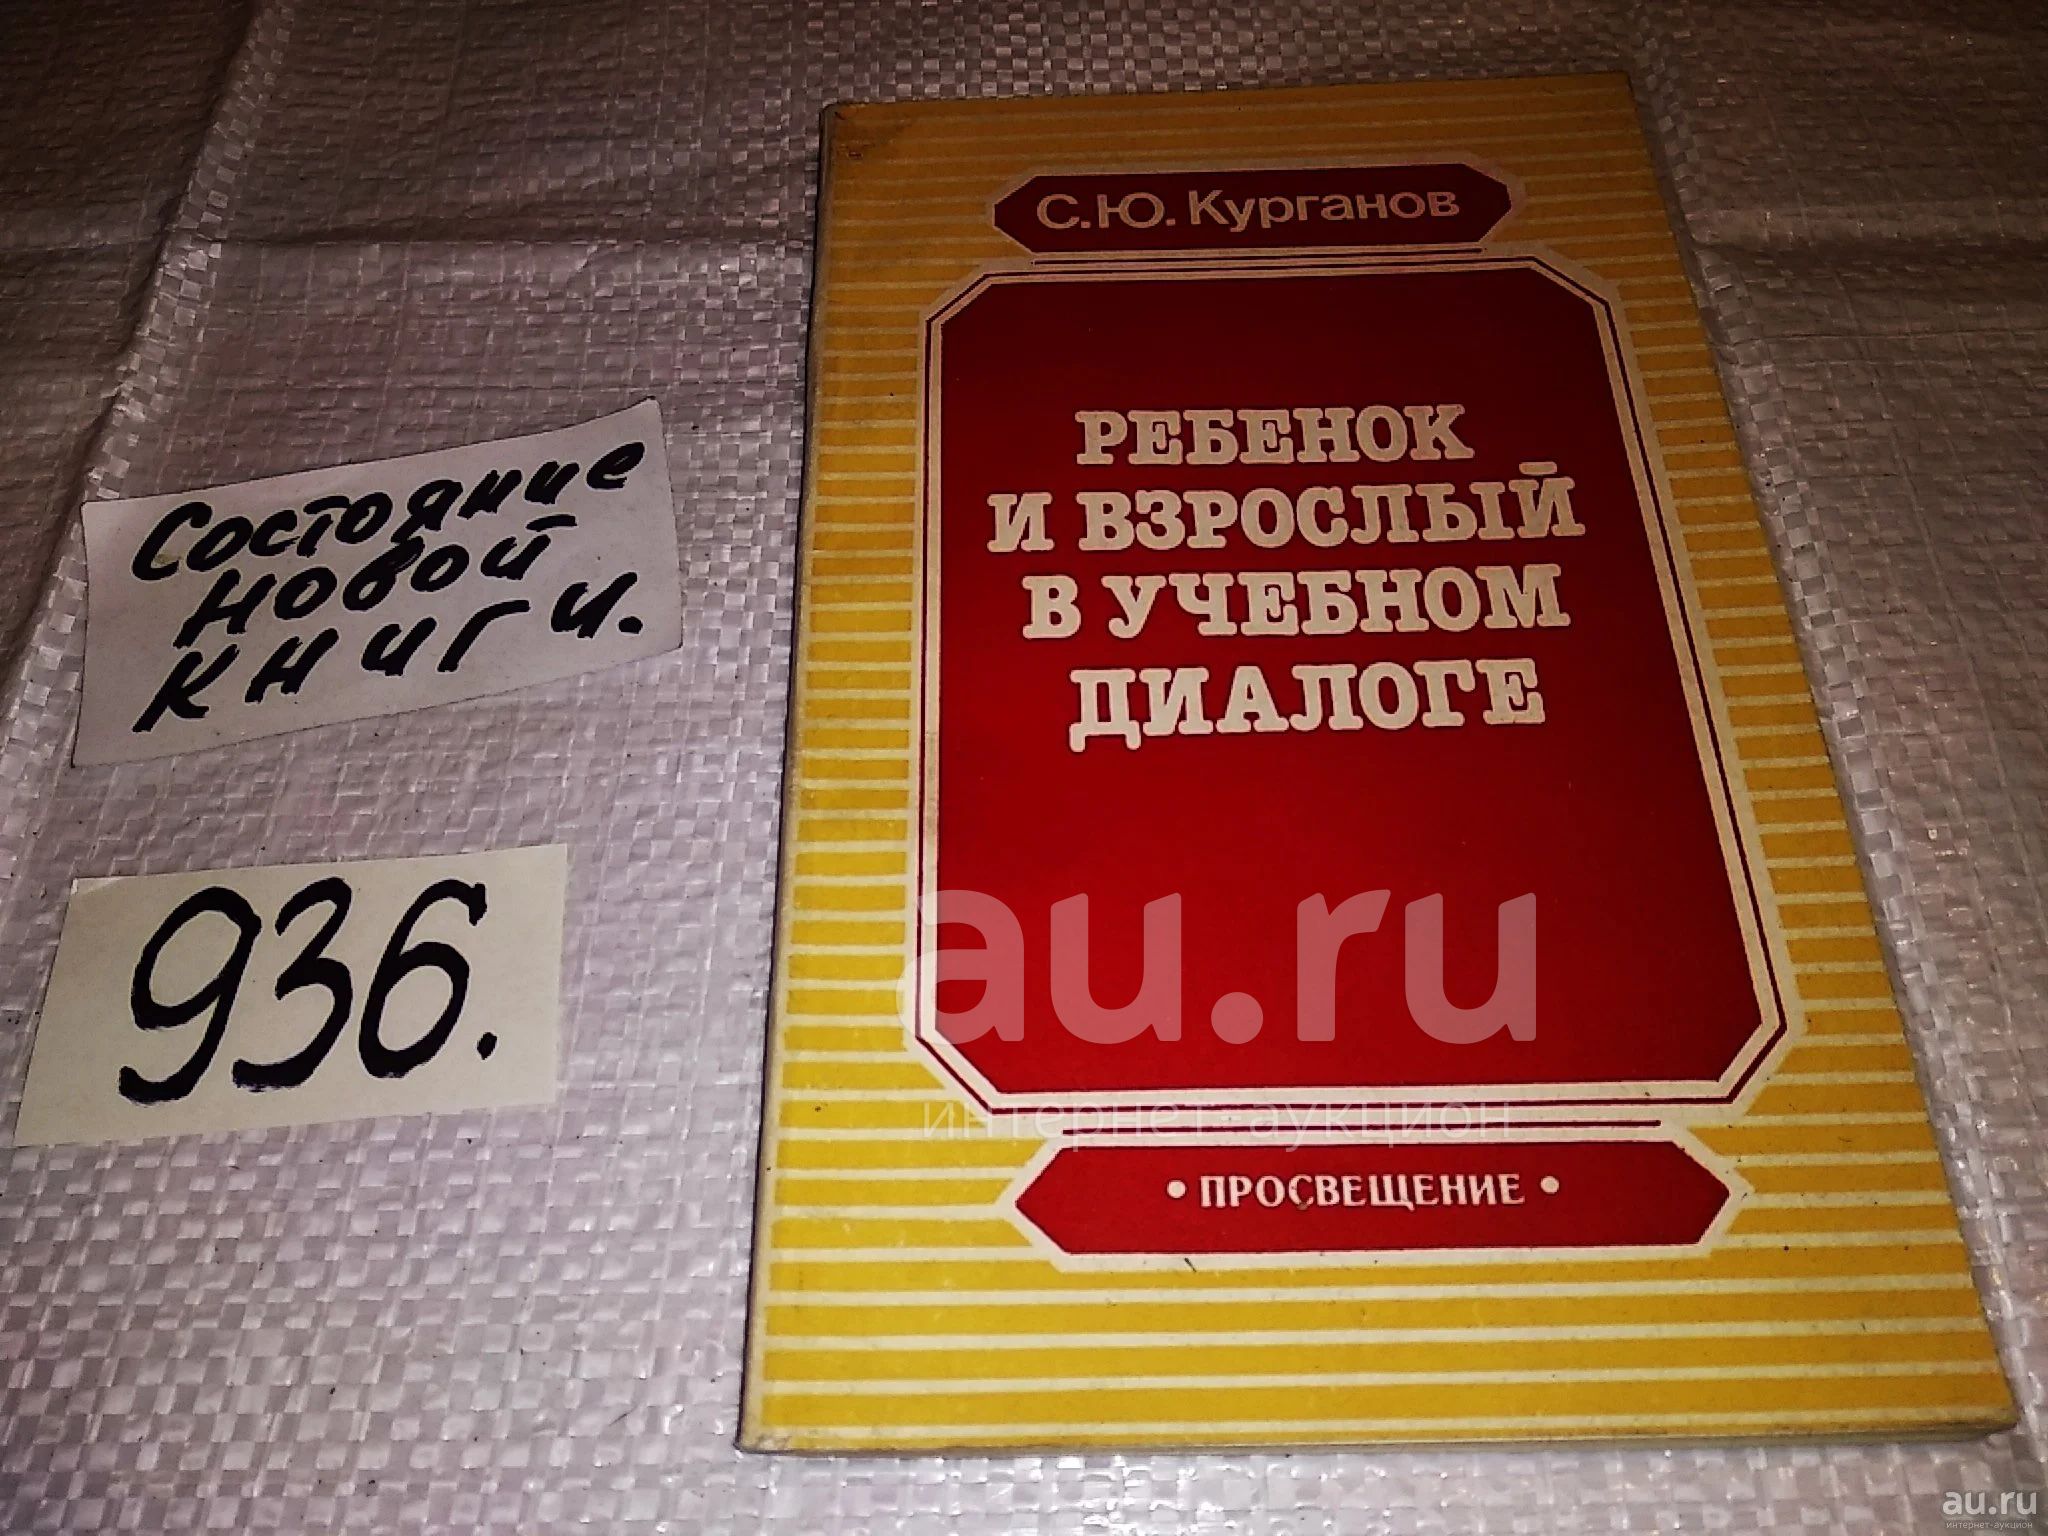 Состояние
новой
книги.
936.
С.Ю. Курганов
РЕБЕНОК
И ВЗРОСЛЫЙ
В УЧЕБНОМ
ДИАЛОГЕ
au.ru
интернет-аукцион
• ПРОСВЕЩЕНИЕ •
au.ru
интернет-аукцион